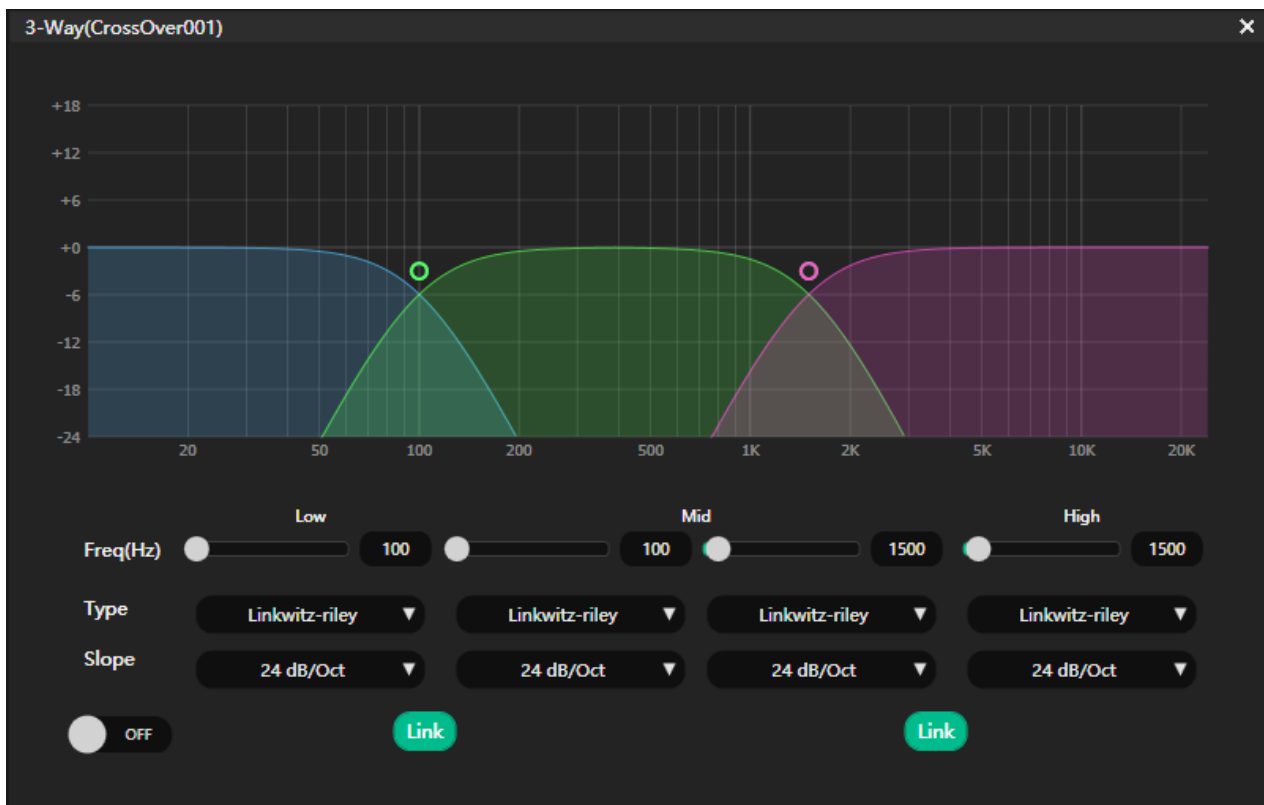 3-Way(CrossOver001) ×
+18
+12
+6
+0
-6
-12
-18
-24
20 50 100 200 500 1K 2K 5K 10K 20K
Low Mid High
Freq(Hz) 100 100 1500 1500
Type Linkwitz-riley ▼ Linkwitz-riley ▼ Linkwitz-riley ▼ Linkwitz-riley ▼
Slope 24 dB/Oct ▼ 24 dB/Oct ▼ 24 dB/Oct ▼ 24 dB/Oct ▼
OFF Link Link